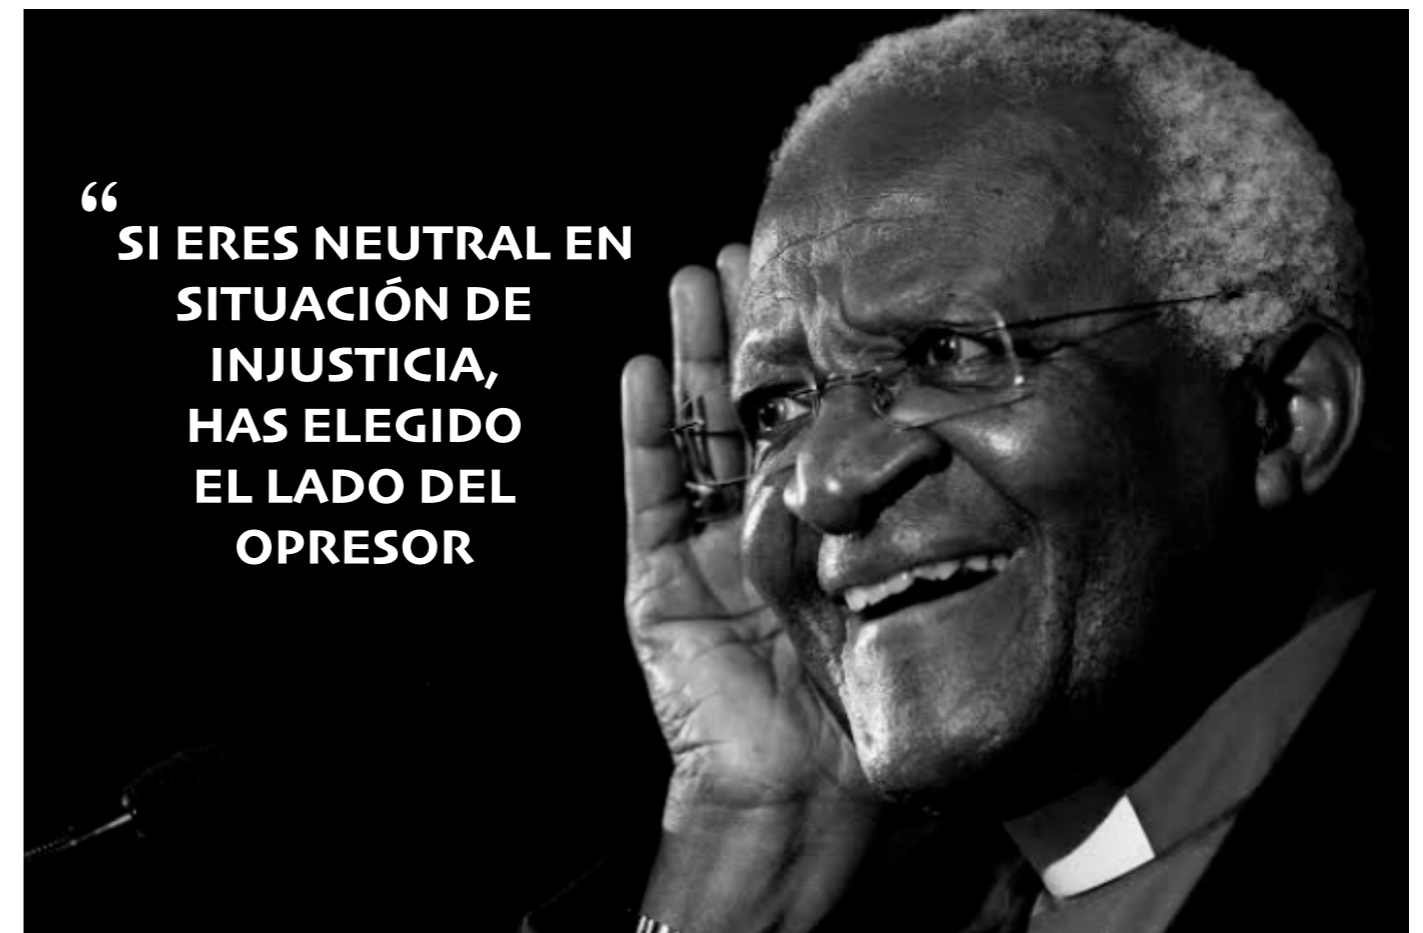 “
SI ERES NEUTRAL EN
SITUACIÓN DE
INJUSTICIA,
HAS ELEGIDO
EL LADO DEL
OPRESOR